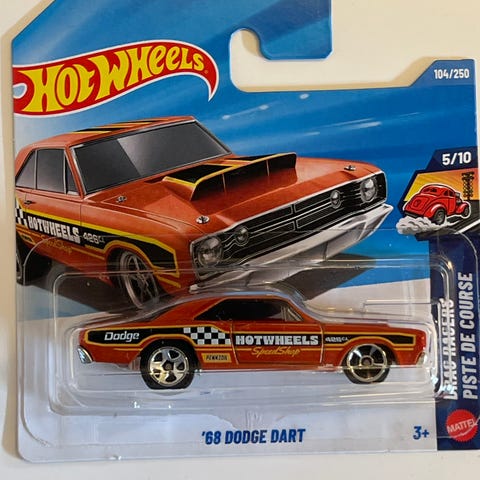 HOT WHEELS
104/250
5/10
HOTWHEELS
SpeedShop
426
DRAG RACERS
PISTE DE COURSE
Dodge
HOTWHEELS
SpeedShop
426
'68 DODGE DART
3+
MATTEL